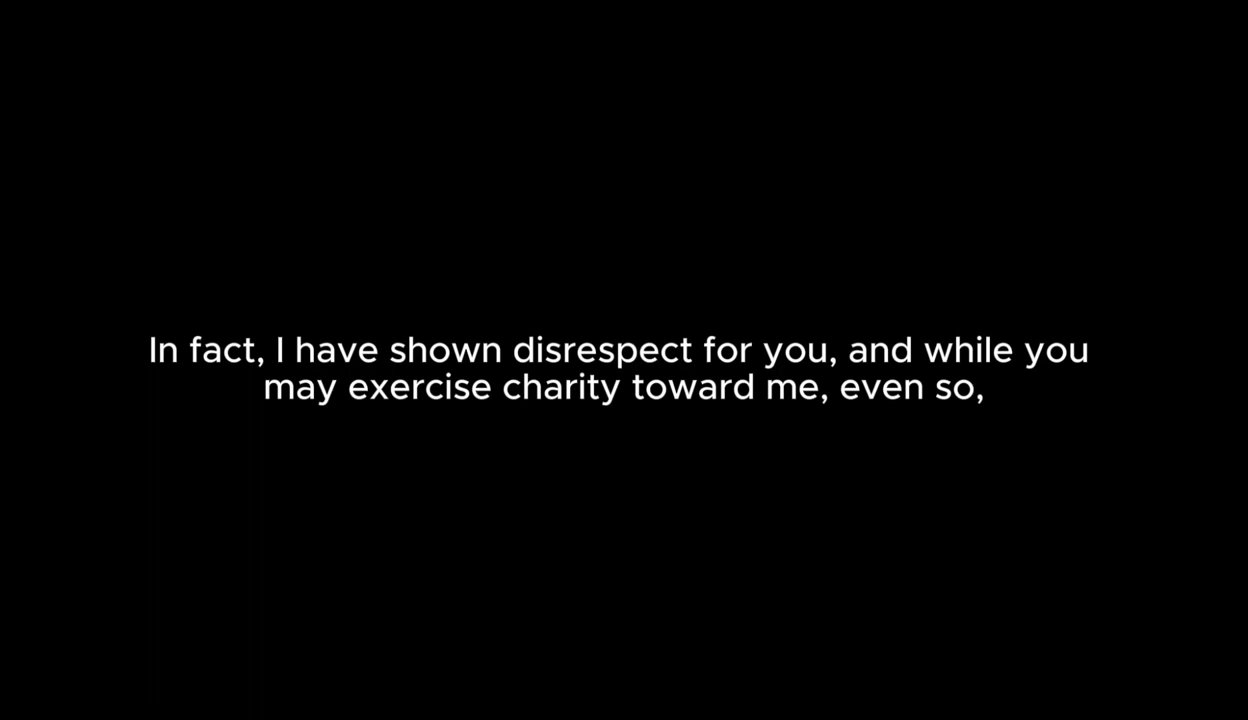 In fact, I have shown disrespect for you, and while you
may exercise charity toward me, even so,